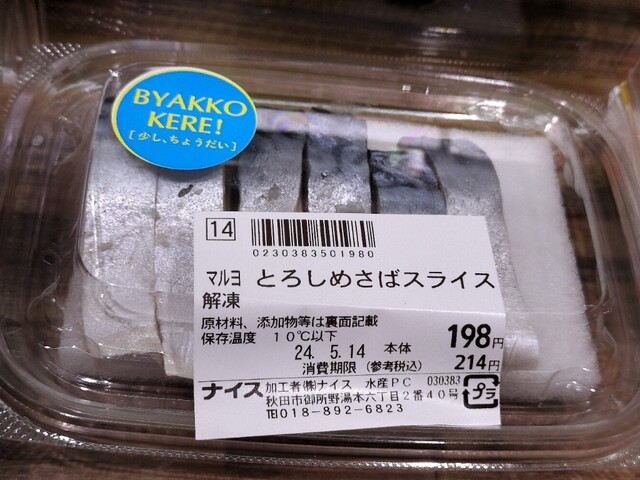 BYAKKO
KERE!
[少し、ちょうだい]
14
0230383501980
マルヨ とろしめさばスライス
解凍
原材料、添加物等は裏面記載
保存温度 10℃以下
24. 5.14 本体 198円
消費期限 (参考税込) 214円
ナイス 加工者㈱ナイス 水産PC 030383
秋田市御所野湯本六丁目2番40号
℡018-892-6823
プラ